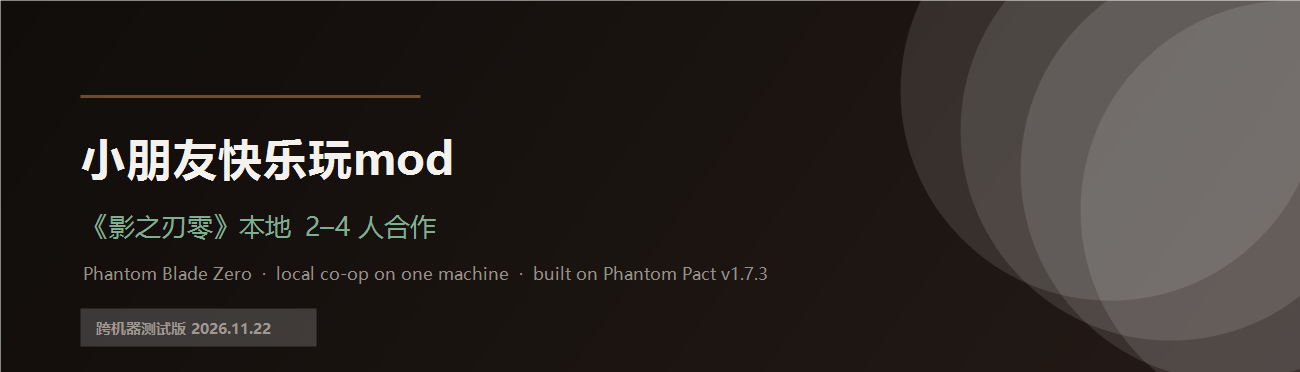 小朋友快乐玩mod
《影之刃零》本地 2–4 人合作
Phantom Blade Zero · local co-op on one machine · built on Phantom Pact v1.7.3
跨机器测试版 2026.11.22